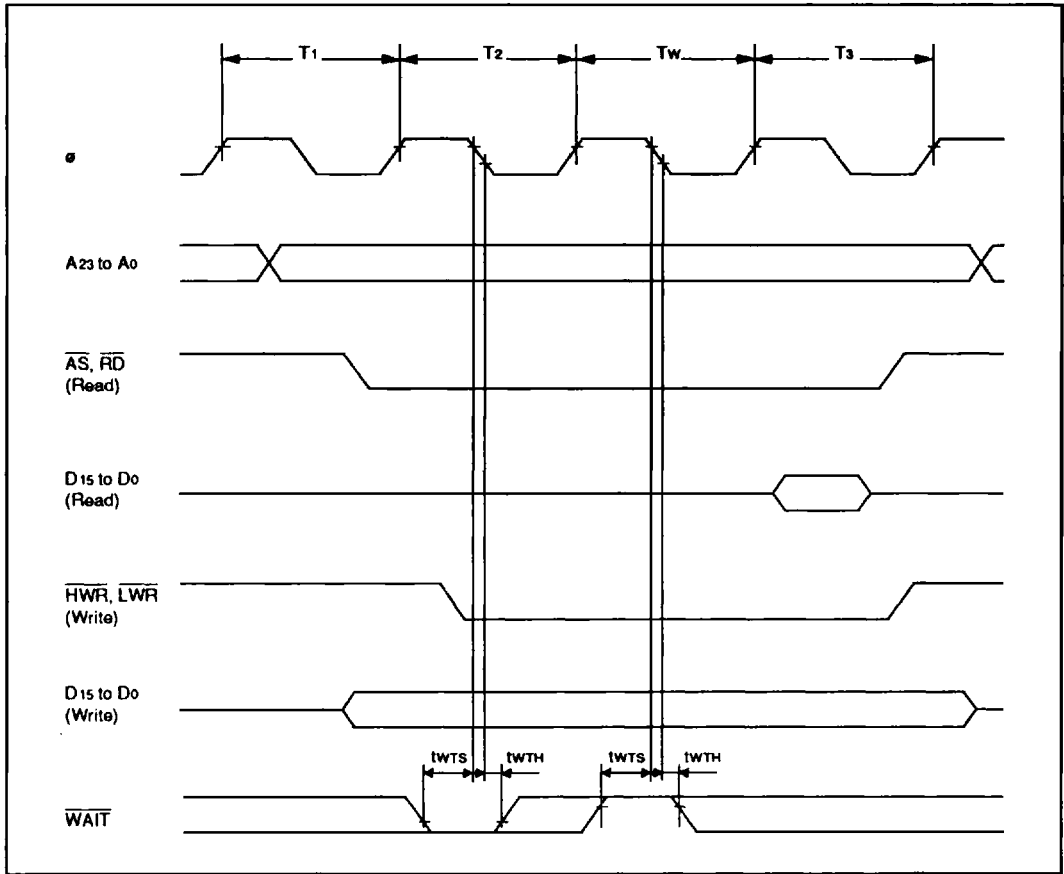 T1 T2 TW T3
ø
A23 to A0
AS, RD
(Read)
D15 to D0
(Read)
HWR, LWR
(Write)
D15 to D0
(Write)
tWTS tWTH tWTS tWTH
WAIT